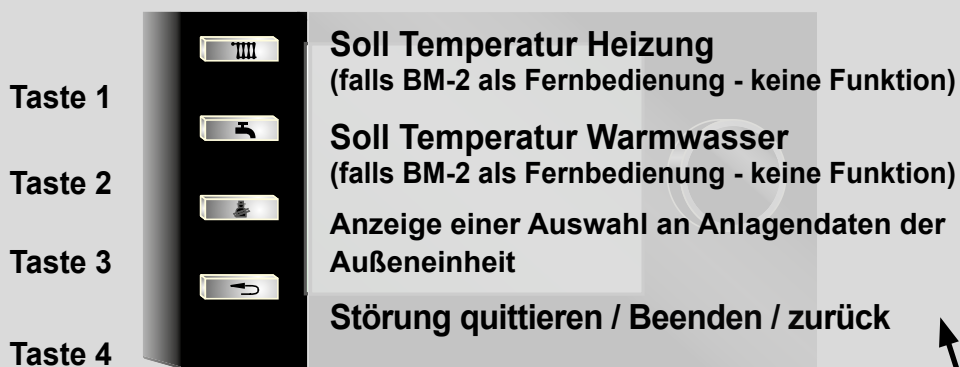 Soll Temperatur Heizung
(falls BM-2 als Fernbedienung - keine Funktion)
Taste 1
Soll Temperatur Warmwasser
(falls BM-2 als Fernbedienung - keine Funktion)
Taste 2
Anzeige einer Auswahl an Anlagendaten der
Außeneinheit
Taste 3
Störung quittieren / Beenden / zurück
Taste 4